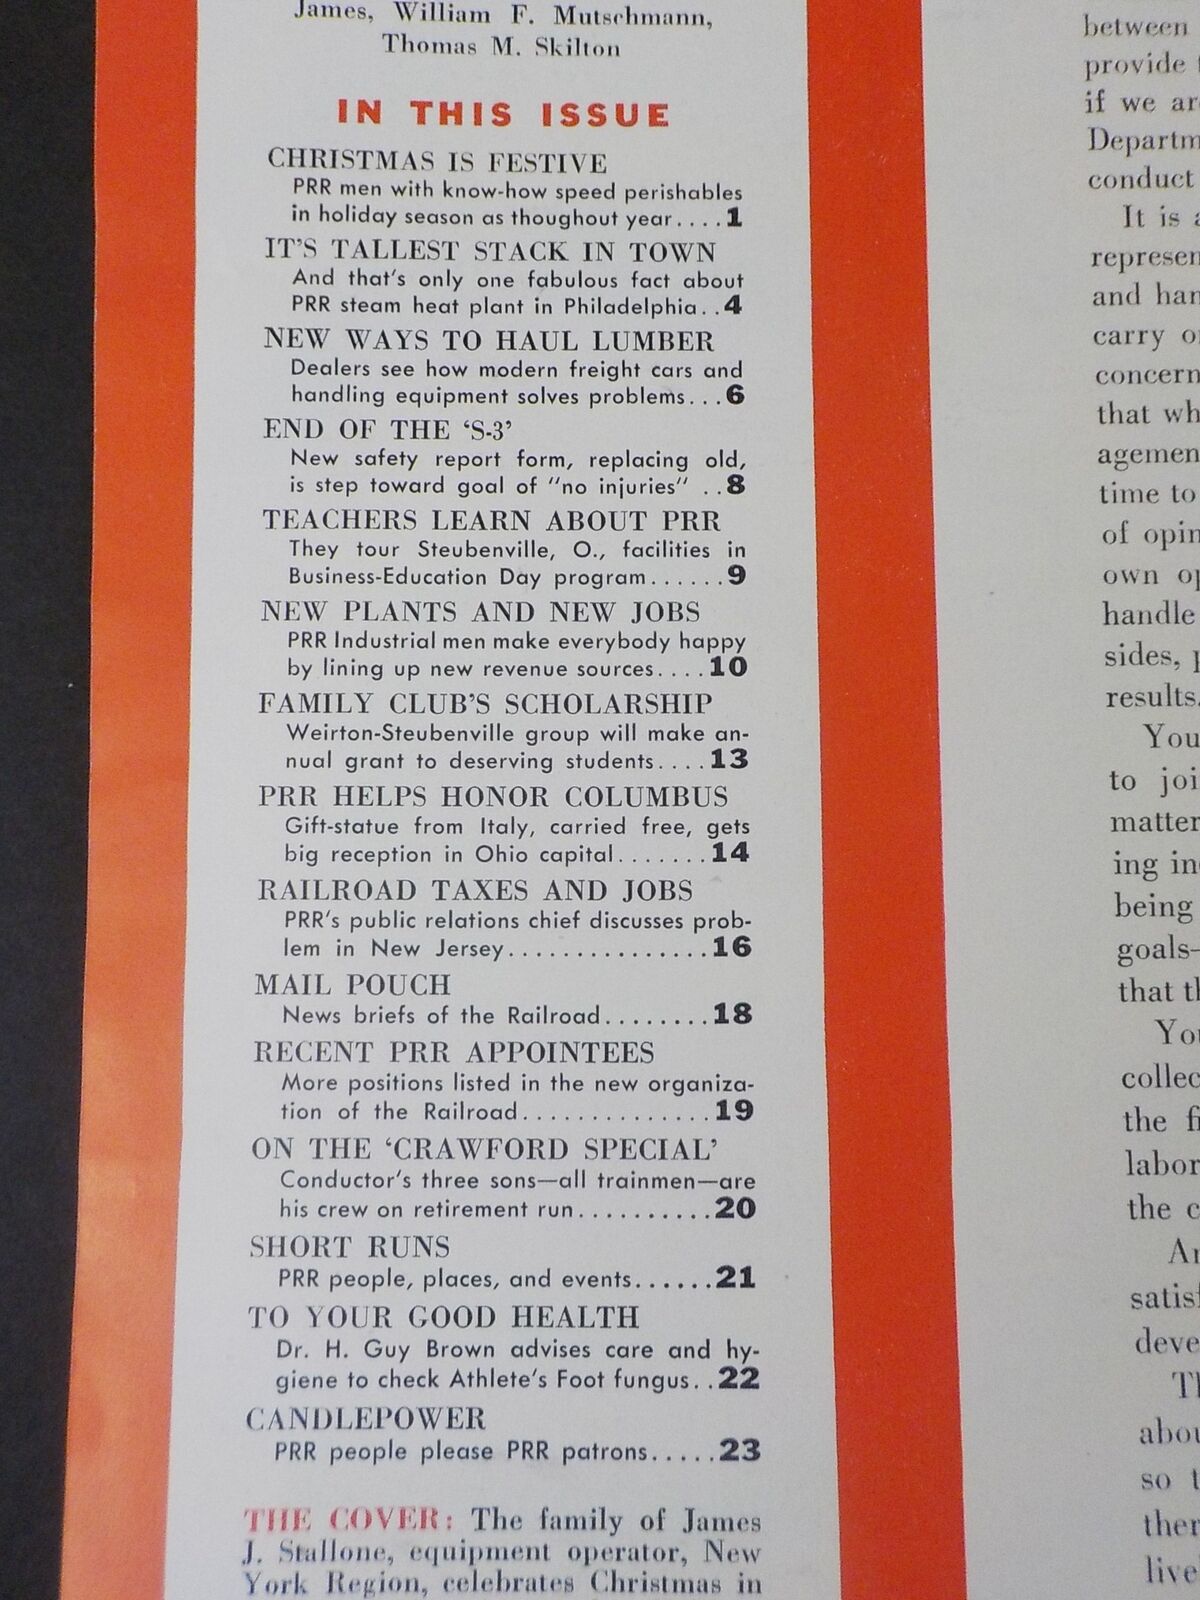 James, William F. Mutschmann,
Thomas M. Skilton
IN THIS ISSUE
CHRISTMAS IS FESTIVE
PRR men with know-how speed perishables
in holiday season as thoughout year....1
IT'S TALLEST STACK IN TOWN
And that's only one fabulous fact about
PRR steam heat plant in Philadelphia..4
NEW WAYS TO HAUL LUMBER
Dealers see how modern freight cars and
handling equipment solves problems...6
END OF THE 'S-3'
New safety report form, replacing old,
is step toward goal of "no injuries" ..8
TEACHERS LEARN ABOUT PRR
They tour Steubenville, O., facilities in
Business-Education Day program......9
NEW PLANTS AND NEW JOBS
PRR Industrial men make everybody happy
by lining up new revenue sources....10
FAMILY CLUB'S SCHOLARSHIP
Weirton-Steubenville group will make an-
nual grant to deserving students....13
PRR HELPS HONOR COLUMBUS
Gift-statue from Italy, carried free, gets
big reception in Ohio capital.......14
RAILROAD TAXES AND JOBS
PRR's public relations chief discusses prob-
lem in New Jersey...............16
MAIL POUCH
News briefs of the Railroad........18
RECENT PRR APPOINTEES
More positions listed in the new organiza-
tion of the Railroad..............19
ON THE 'CRAWFORD SPECIAL'
Conductor's three sons—all trainmen—are
his crew on retirement run..........20
SHORT RUNS
PRR people, places, and events......21
TO YOUR GOOD HEALTH
Dr. H. Guy Brown advises care and hy-
giene to check Athlete's Foot fungus..22
CANDLEPOWER
PRR people please PRR patrons.....23
THE COVER: The family of James
J. Stallone, equipment operator, New
York Region, celebrates Christmas in
between
provide
if we
Departm
conduct
It is
represen
and
carry
concern
that
agemen
time to
of opin
own
handle
sides,
results.
You
to joi
matter
ing
being
goals—
that
You
collec
the
labor
the
satis
deve
abou
so
ther
live